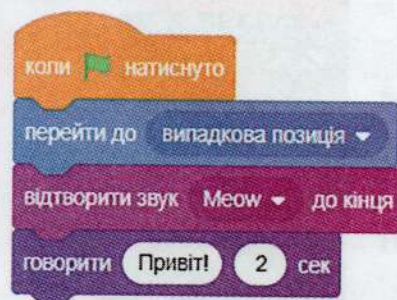 коли натиснуто
перейти до випадкова позиція
відтворити звук Meow до кінця
говорити Привіт! 2 сек